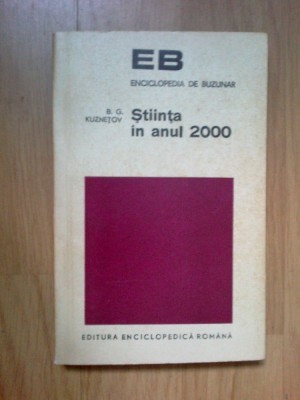 EB
ENCICLOPEDIA DE BUZUNAR
B. G.
KUZNEȚOV
Știința
în anul 2000
EDITURA ENCICLOPEDICĂ ROMÂNĂ